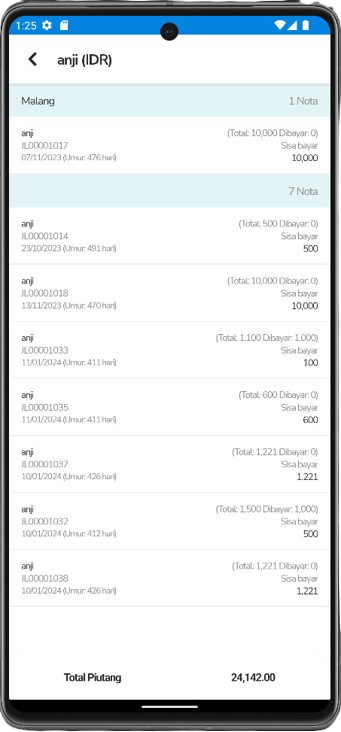 1:25
anji (IDR)
Malang 1 Nota
anji (Total: 10,000 Dibayar: 0)
JL00001017 Sisa bayar
07/11/2023 (Umur: 476 hari) 10,000
7 Nota
anji (Total: 500 Dibayar: 0)
JL00001014 Sisa bayar
23/10/2023 (Umur: 491 hari) 500
anji (Total: 10,000 Dibayar: 0)
JL00001018 Sisa bayar
13/11/2023 (Umur: 470 hari) 10,000
anji (Total: 1,100 Dibayar: 1,000)
JL00001033 Sisa bayar
11/01/2024 (Umur: 411 hari) 100
anji (Total: 600 Dibayar: 0)
JL00001035 Sisa bayar
11/01/2024 (Umur: 411 hari) 600
anji (Total: 1,221 Dibayar: 0)
JL00001037 Sisa bayar
10/01/2024 (Umur: 426 hari) 1,221
anji (Total: 1,500 Dibayar: 1,000)
JL00001032 Sisa bayar
10/01/2024 (Umur: 412 hari) 500
anji (Total: 1,221 Dibayar: 0)
JL00001038 Sisa bayar
10/01/2024 (Umur: 426 hari) 1,221
Total Piutang 24,142.00